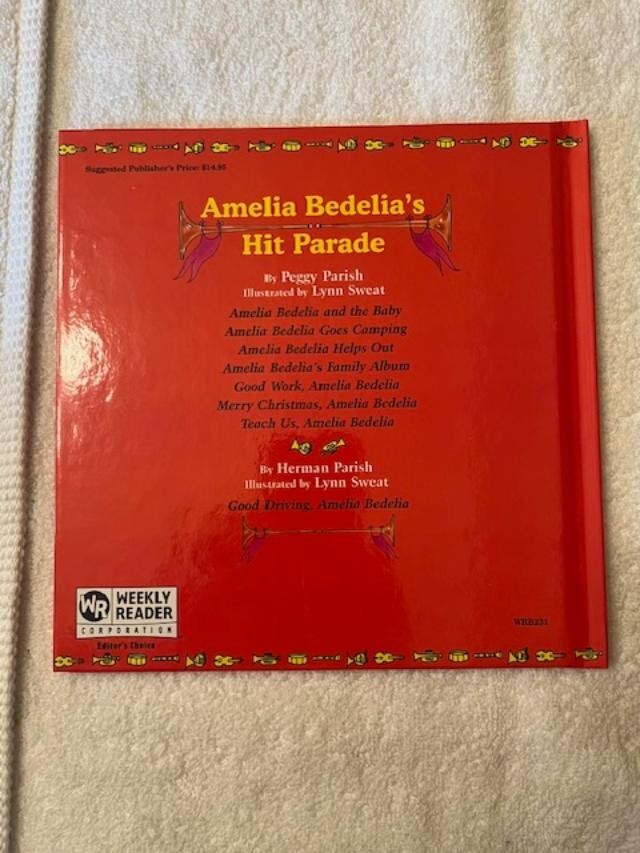 Suggested Publisher's Price: $14.95
Amelia Bedelia's
Hit Parade
By Peggy Parish
Illustrated by Lynn Sweat
Amelia Bedelia and the Baby
Amelia Bedelia Goes Camping
Amelia Bedelia Helps Out
Amelia Bedelia's Family Album
Good Work, Amelia Bedelia
Merry Christmas, Amelia Bedelia
Teach Us, Amelia Bedelia
By Herman Parish
Illustrated by Lynn Sweat
Good Driving, Amelia Bedelia
WR WEEKLY
READER
CORPORATION
Editor's Choice
WRB231